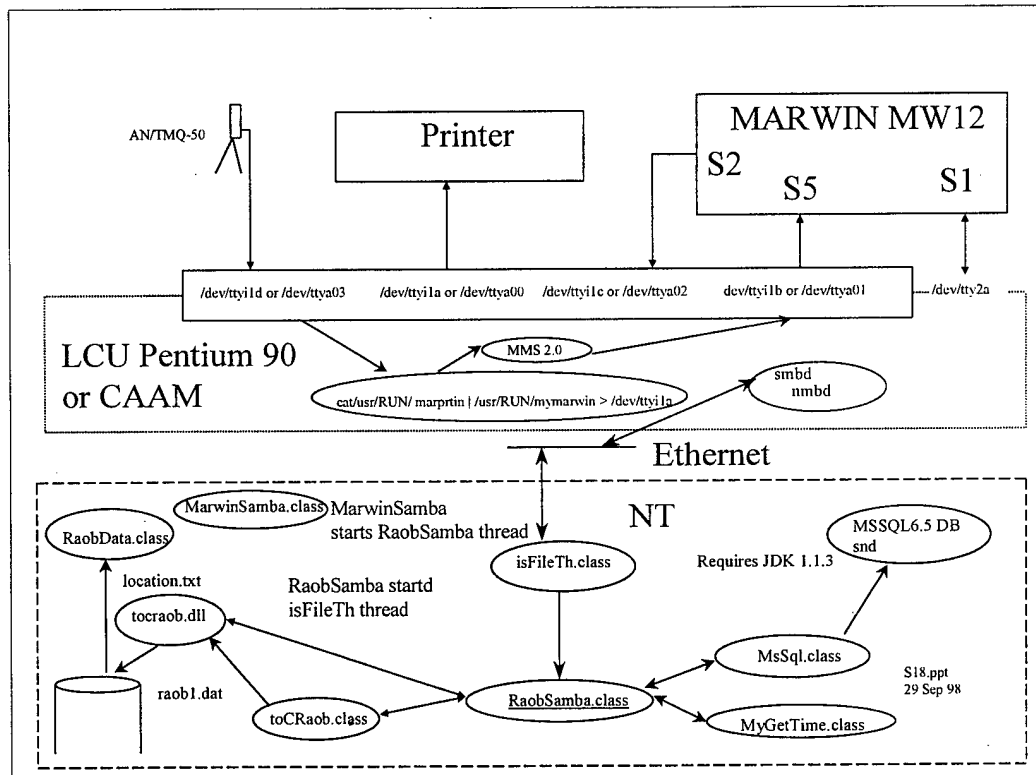 AN/TMQ-50
Printer
MARWIN MW12
S2
S5
S1
/dev/ttyi1d or /dev/ttya03
/dev/ttyi1a or /dev/ttya00
/dev/ttyi1c or /dev/ttya02
dev/ttyi1b or /dev/ttya01
/dev/tty2a
LCU Pentium 90
or CAAM
MMS 2.0
cat/usr/RUN/ marprtin | /usr/RUN/mymarwin > /dev/ttyi1a
smbd
nmbd
Ethernet
NT
MarwinSamba.class
MarwinSamba
starts RaobSamba thread
RaobData.class
isFileTh.class
Requires JDK 1.1.3
MSSQL6.5 DB
snd
location.txt
RaobSamba startd
isFileTh thread
tocraob.dll
MsSql.class
raob1.dat
toCRaob.class
RaobSamba.class
MyGetTime.class
S18.ppt
29 Sep 98